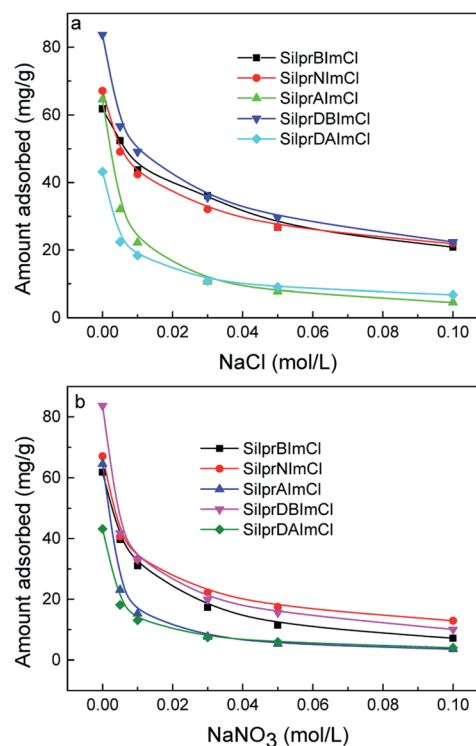 a
80
60
40
20
0
Amount adsorbed (mg/g)
SilprBImCl
SilprNImCl
SilprAImCl
SilprDBImCl
SilprDAImCl
0.00 0.02 0.04 0.06 0.08 0.10
NaCl (mol/L)
b
80
60
40
20
0
Amount adsorbed (mg/g)
SilprBImCl
SilprNImCl
SilprAImCl
SilprDBImCl
SilprDAImCl
0.00 0.02 0.04 0.06 0.08 0.10
NaNO₃ (mol/L)